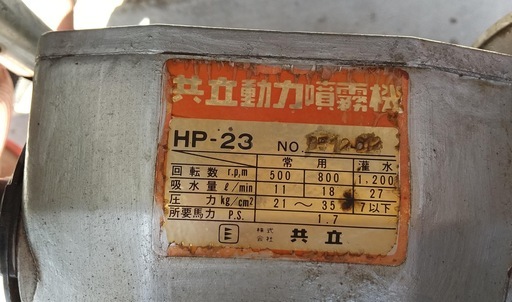 共立動力噴霧機
HP-23 NO.
常用 灌水
回転数 r.p.m 500 800 1,200
吸水量 ℓ/min 11 18 27
圧力 kg/cm² 21～35 7以下
所要馬力 P.S. 1.7
E 株式会社 共立